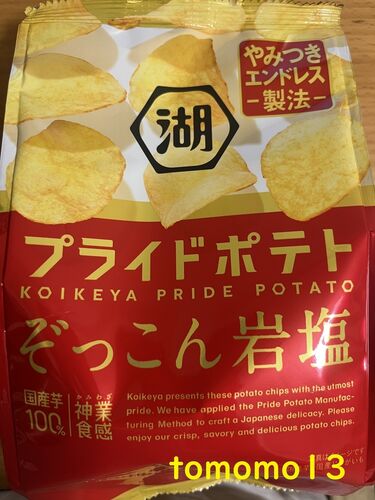 湖
やみつき
エンドレス
-製法-
プライドポテト
KOIKEYA PRIDE POTATO
ぞっこん岩塩
国産芋
100%
かみわざ
神業
食感
Koikeya presents these potato chips with the utmost
pride. We have applied the Pride Potato Manufac-
turing Method to craft a Japanese delicacy. Please
enjoy our crisp, savory and delicious potato chips.
tomomo13